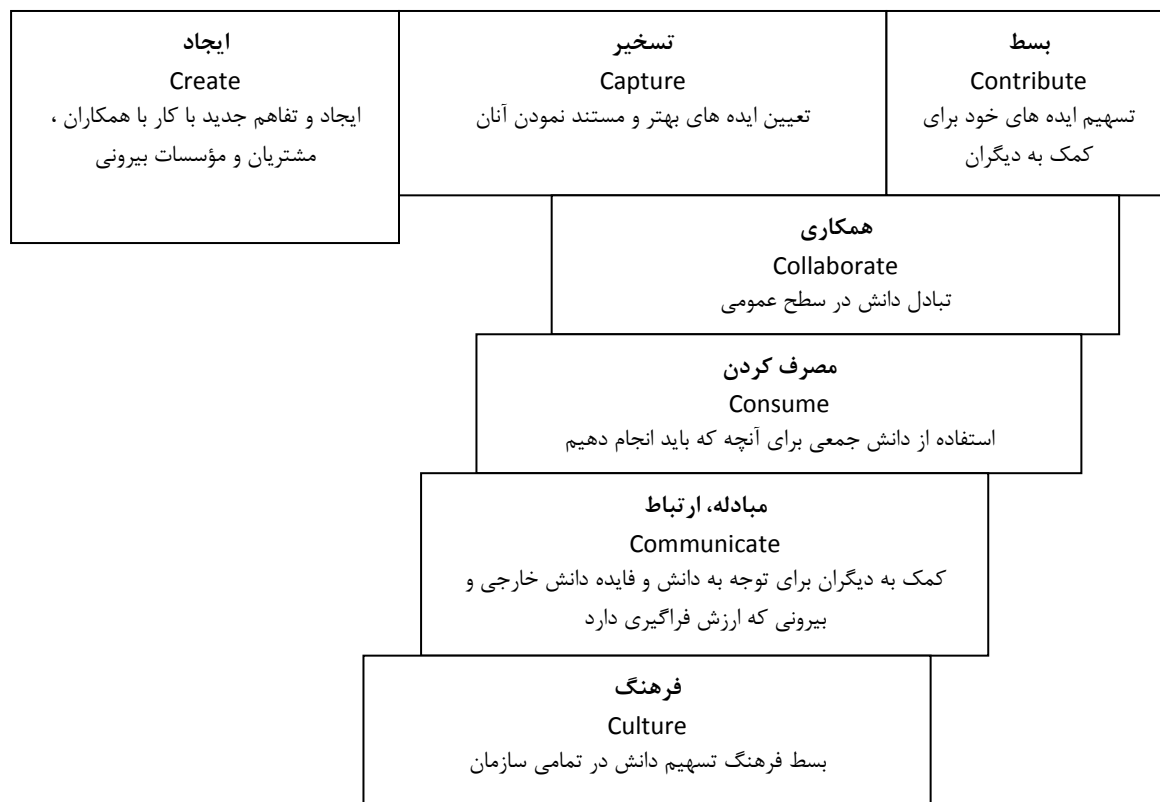 بسط
Contribute
تسهیم ایده های خود برای
کمک به دیگران
تسخیر
Capture
تعیین ایده های بهتر و مستند نمودن آنان
ایجاد
Create
ایجاد و تفاهم جدید با کار با همکاران ،
مشتریان و مؤسسات بیرونی
همکاری
Collaborate
تبادل دانش در سطح عمومی
مصرف کردن
Consume
استفاده از دانش جمعی برای آنچه که باید انجام دهیم
مبادله، ارتباط
Communicate
کمک به دیگران برای توجه به دانش و فایده دانش خارجی و
بیرونی که ارزش فراگیری دارد
فرهنگ
Culture
بسط فرهنگ تسهیم دانش در تمامی سازمان